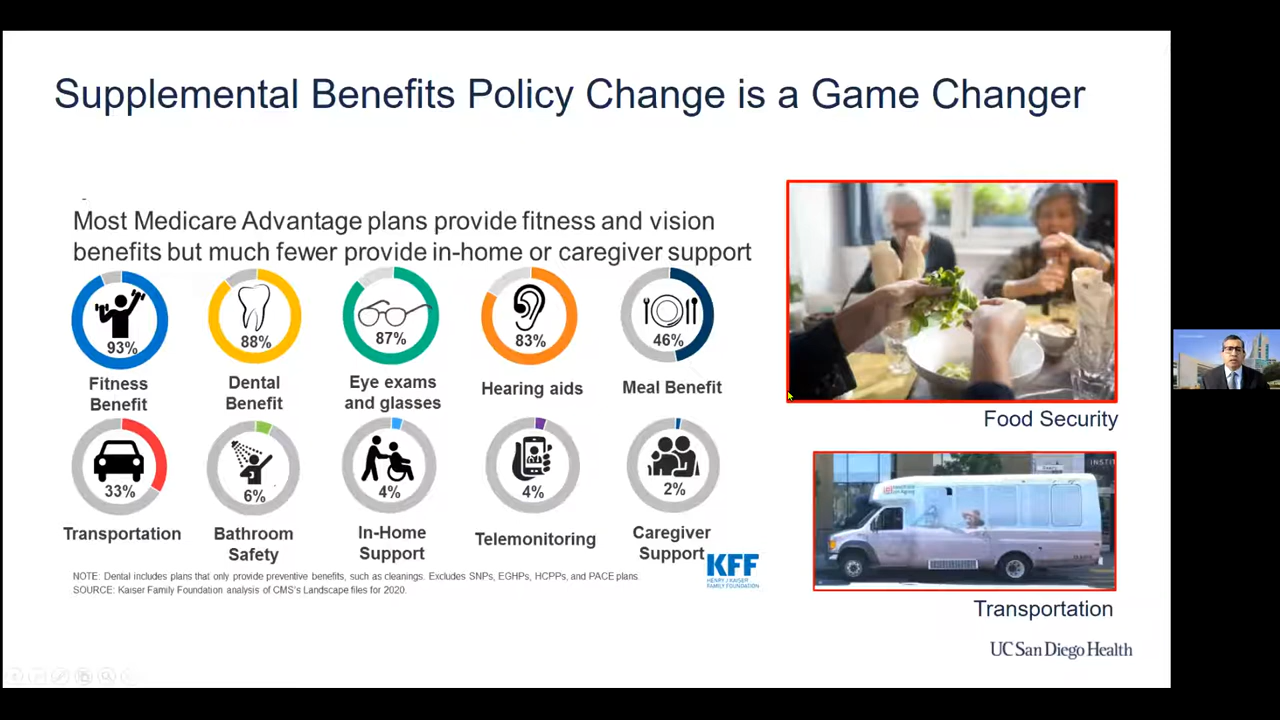 Supplemental Benefits Policy Change is a Game Changer
Most Medicare Advantage plans provide fitness and vision
benefits but much fewer provide in-home or caregiver support
93%
88%
87%
83%
46%
Fitness
Benefit
Dental
Benefit
Eye exams
and glasses
Hearing aids
Meal Benefit
33%
6%
4%
4%
2%
Transportation
Bathroom
Safety
In-Home
Support
Telemonitoring
Caregiver
Support
KFF
HENRY J KAISER
FAMILY FOUNDATION
NOTE: Dental includes plans that only provide preventive benefits, such as cleanings. Excludes SNPs, EGHPs, HCPPs, and PACE plans.
SOURCE: Kaiser Family Foundation analysis of CMS's Landscape files for 2020.
Food Security
INSTIT
Transportation
UC San Diego Health